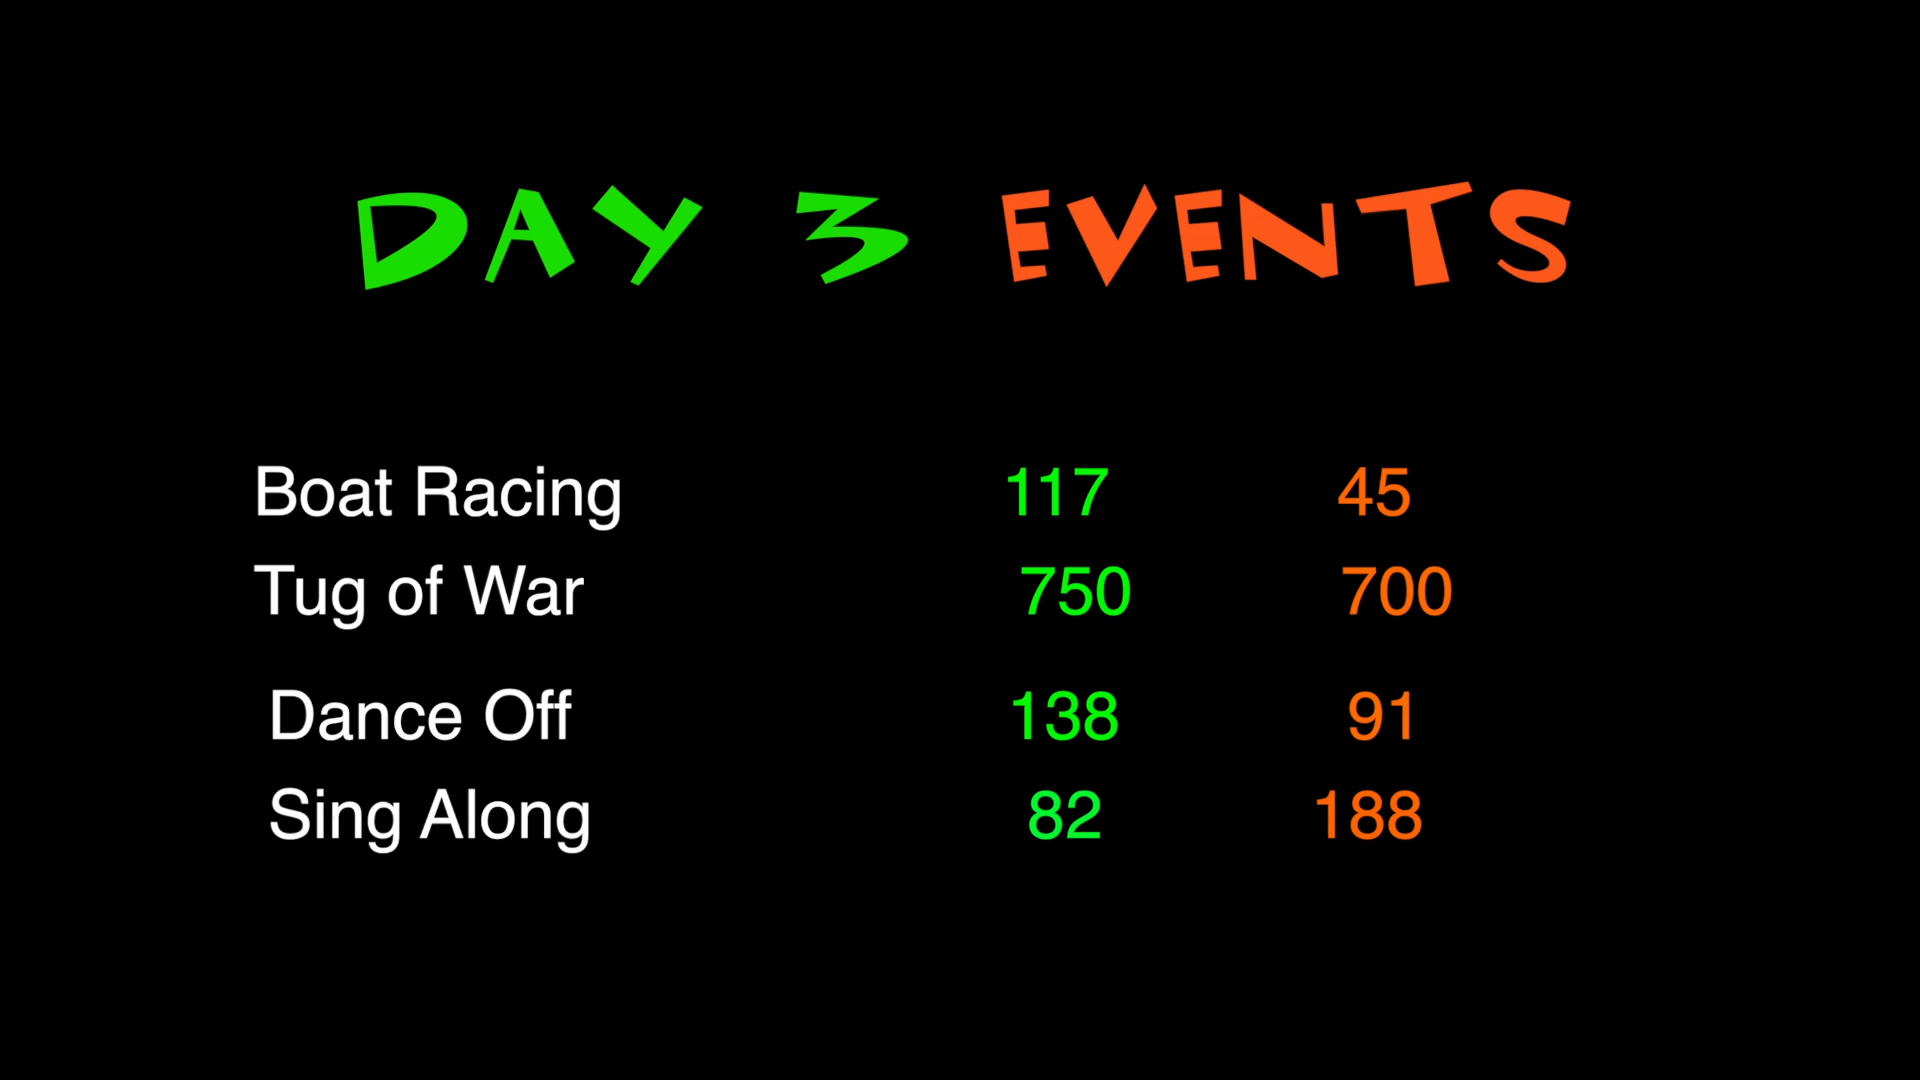 DAY 3 EVENTS
Boat Racing 117 45
Tug of War 750 700
Dance Off 138 91
Sing Along 82 188